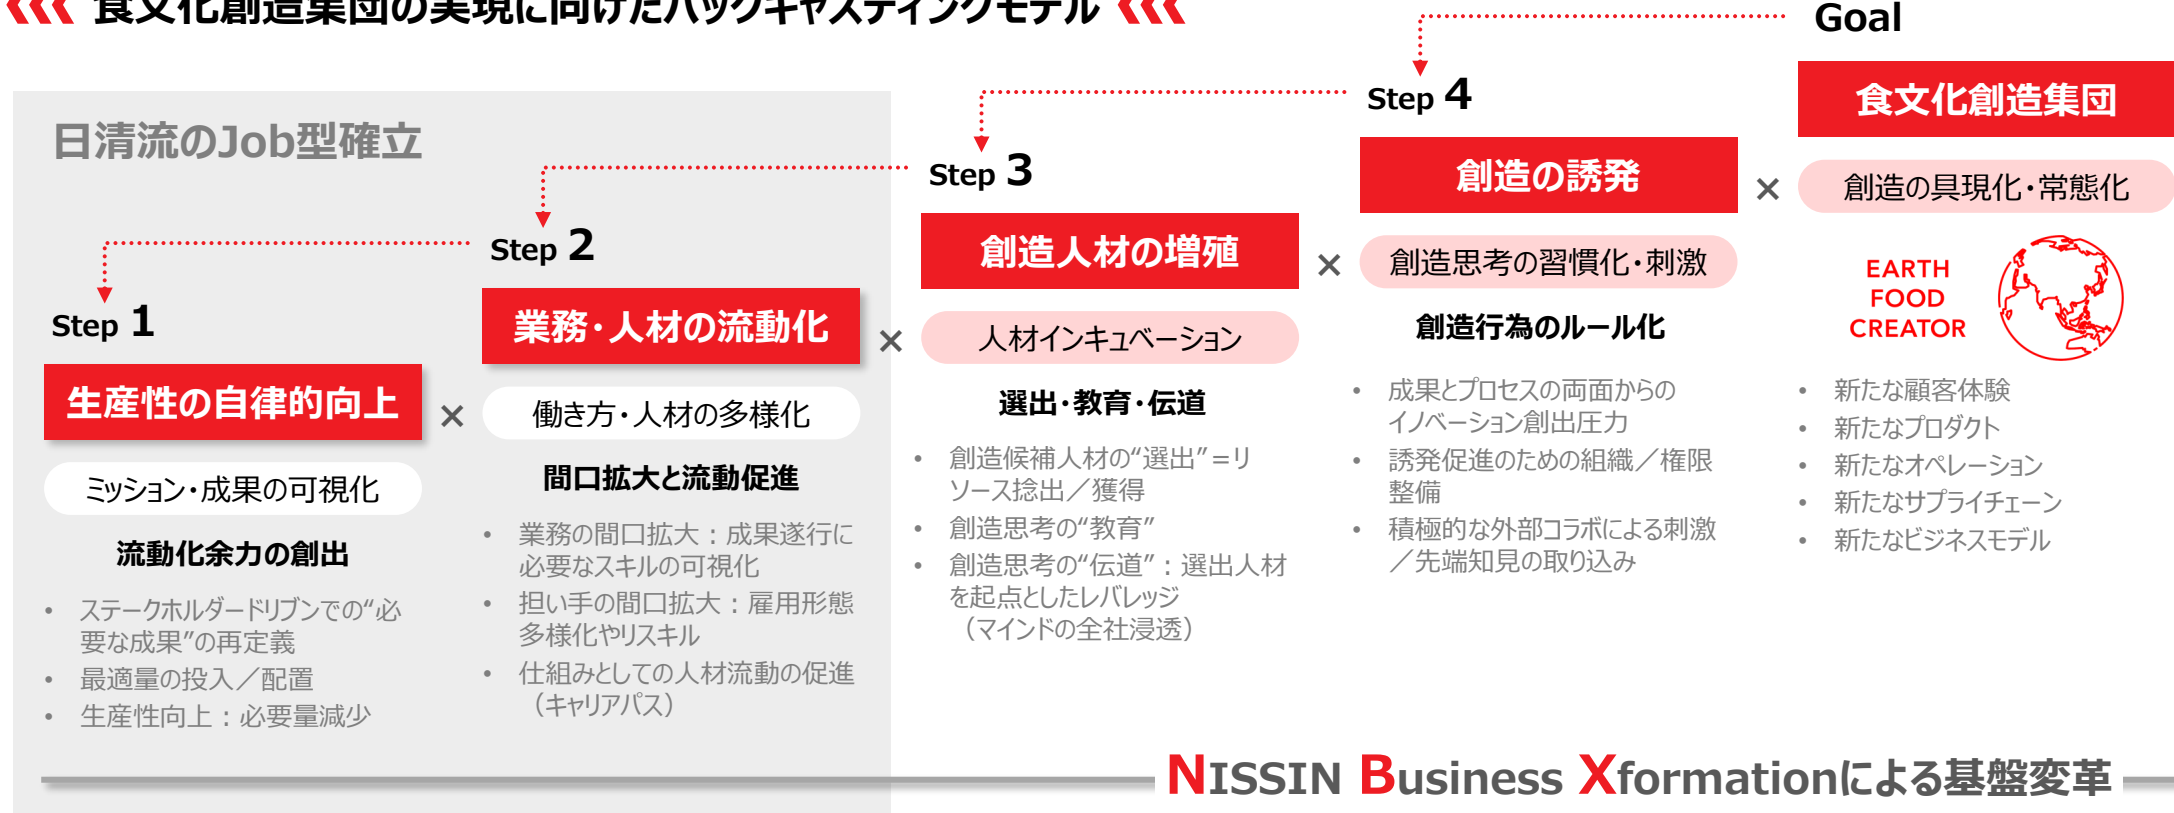 食文化創造集団の実現に向けたバックキャスティングモデル
Goal
食文化創造集団
創造の具現化・常態化
EARTH
FOOD
CREATOR
• 新たな顧客体験
• 新たなプロダクト
• 新たなオペレーション
• 新たなサプライチェーン
• 新たなビジネスモデル
Step 4
創造の誘発
×
創造思考の習慣化・刺激
創造行為のルール化
• 成果とプロセスの両面からの
イノベーション創出圧力
• 誘発促進のための組織／権限
整備
• 積極的な外部コラボによる刺激
／先端知見の取り込み
Step 3
創造人材の増殖
×
人材インキュベーション
選出・教育・伝道
• 創造候補人材の“選出”＝リ
ソース捻出／獲得
• 創造思考の“教育”
• 創造思考の“伝道”：選出人材
を起点としたレバレッジ
（マインドの全社浸透）
日清流のJob型確立
Step 2
業務・人材の流動化
×
働き方・人材の多様化
間口拡大と流動促進
• 業務の間口拡大：成果遂行に
必要なスキルの可視化
• 担い手の間口拡大：雇用形態
多様化やリスキル
• 仕組みとしての人材流動の促進
（キャリアパス）
Step 1
生産性の自律的向上
×
ミッション・成果の可視化
流動化余力の創出
• ステークホルダードリブンでの“必
要な成果”の再定義
• 最適量の投入／配置
• 生産性向上：必要量減少
NISSIN Business Xformationによる基盤変革